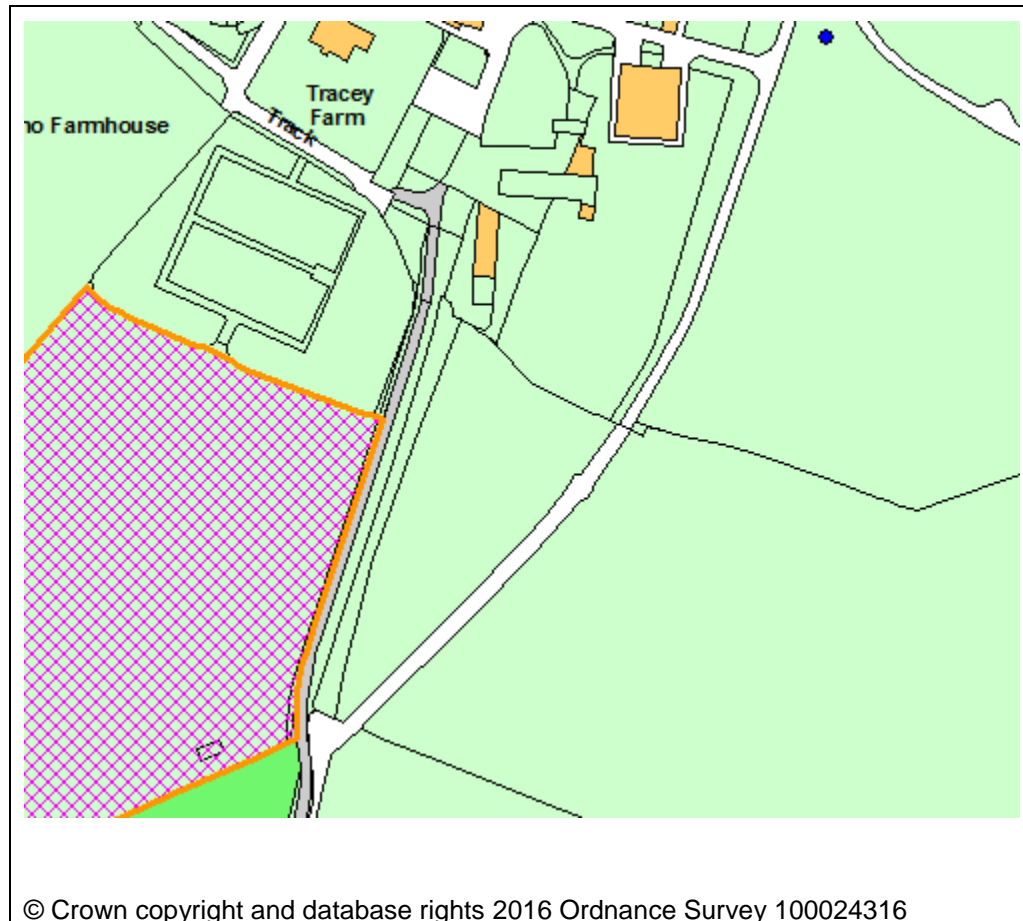 Tracey
Farm
no Farmhouse
Track
© Crown copyright and database rights 2016 Ordnance Survey 100024316